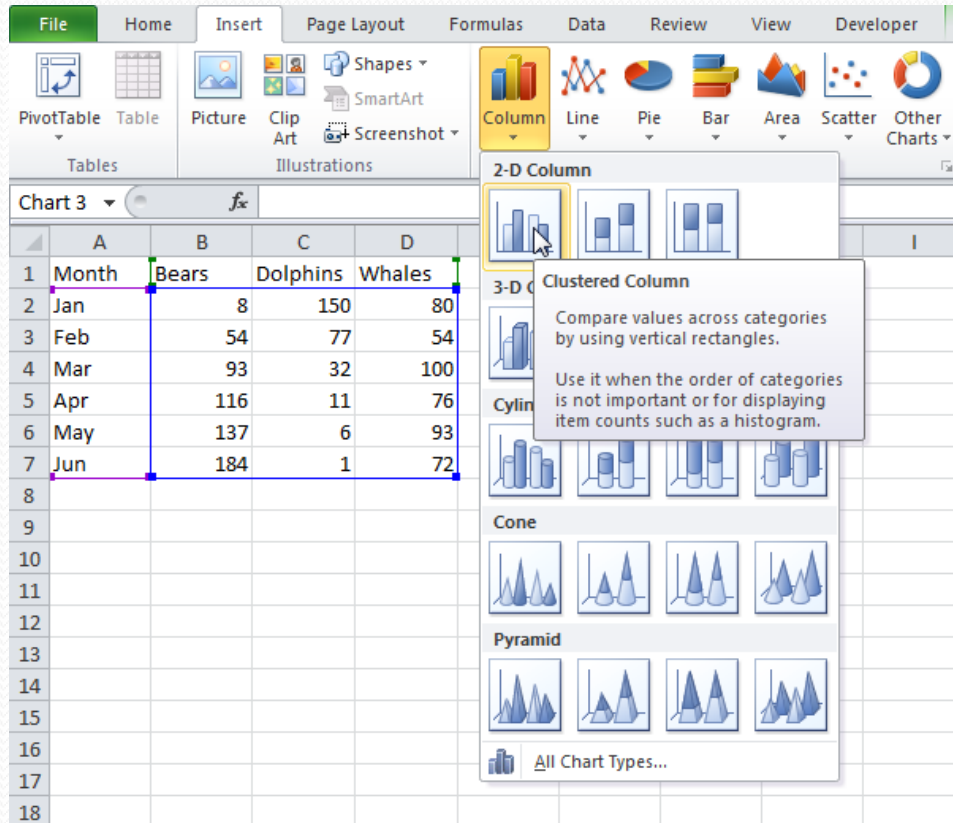 File Home Insert Page Layout Formulas Data Review View Developer
Shapes
SmartArt
Screenshot
PivotTable Table Picture Clip Art Column Line Pie Bar Area Scatter Other Charts
Tables Illustrations
2-D Column
Chart 3 fx
A B C D I
1 Month Bears Dolphins Whales
2 Jan 8 150 80
3 Feb 54 77 54
4 Mar 93 32 100
5 Apr 116 11 76
6 May 137 6 93
7 Jun 184 1 72
8
9
10
11
12
13
14
15
16
17
18
3-D C
Clustered Column
Compare values across categories
by using vertical rectangles.
Use it when the order of categories
is not important or for displaying
item counts such as a histogram.
Cylin
Cone
Pyramid
All Chart Types...